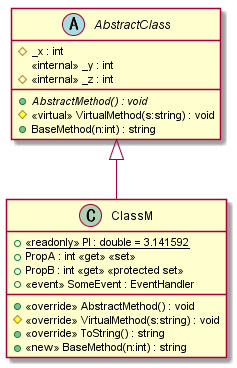 A AbstractClass
_x : int
«internal» _y : int
«internal» _z : int
AbstractMethod() : void
«virtual» VirtualMethod(s:string) : void
BaseMethod(n:int) : string
C ClassM
«readonly» PI : double = 3.141592
PropA : int «get» «set»
PropB : int «get» «protected set»
«event» SomeEvent : EventHandler
«override» AbstractMethod() : void
«override» VirtualMethod(s:string) : void
«override» ToString() : string
«new» BaseMethod(n:int) : string